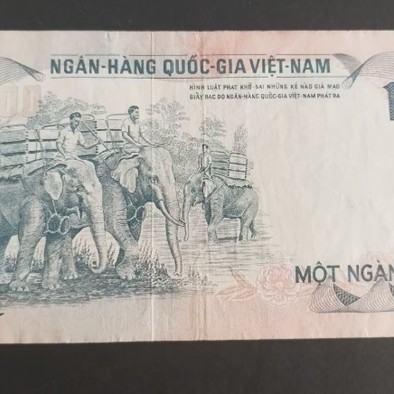 NGÂN-HÀNG QUỐC-GIA VIỆT-NAM
HÌNH LUẬT PHẠT KHỔ-SAI NHỮNG KẺ NÀO GIẢ MẠO
GIẤY BẠC DO NGÂN-HÀNG QUỐC-GIA VIỆT-NAM PHÁT RA
MỘT NGÀN